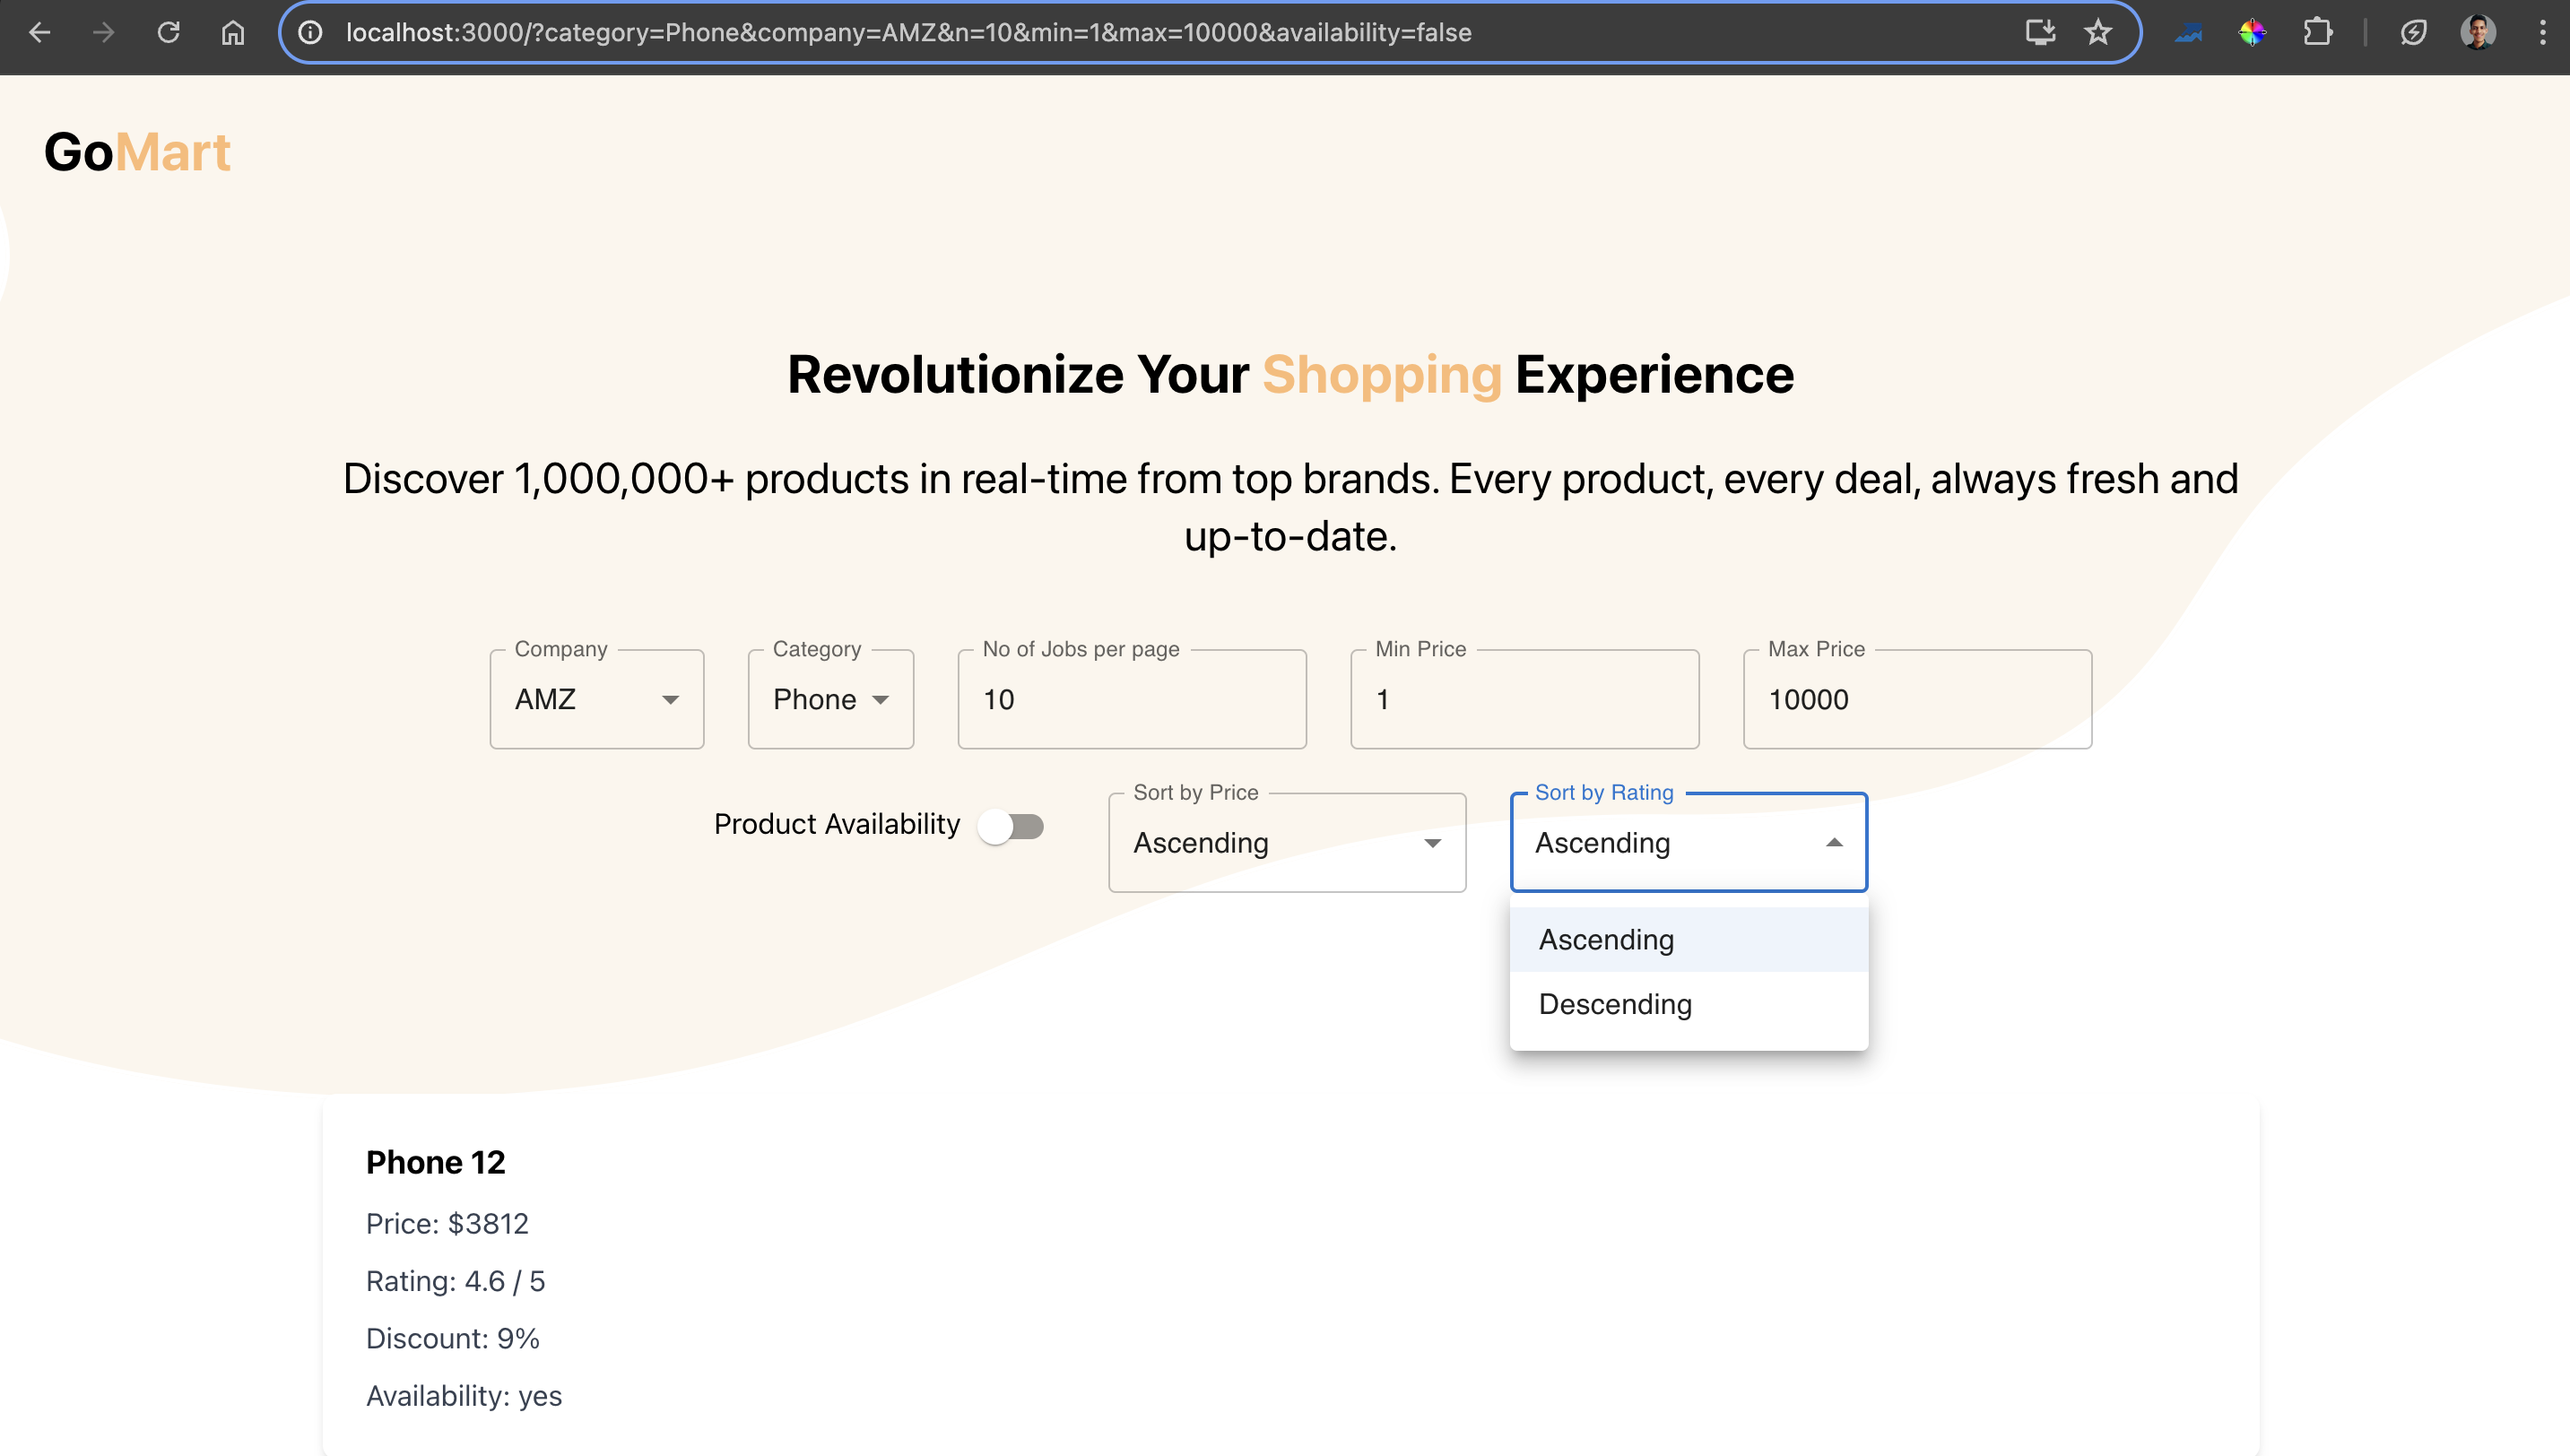 localhost:3000/?category=Phone&company=AMZ&n=10&min=1&max=10000&availability=false
GoMart
Revolutionize Your Shopping Experience
Discover 1,000,000+ products in real-time from top brands. Every product, every deal, always fresh and
up-to-date.
Company
AMZ
Category
Phone
No of Jobs per page
10
Min Price
1
Max Price
10000
Product Availability
Sort by Price
Ascending
Sort by Rating
Ascending
Ascending
Descending
Phone 12
Price: $3812
Rating: 4.6 / 5
Discount: 9%
Availability: yes